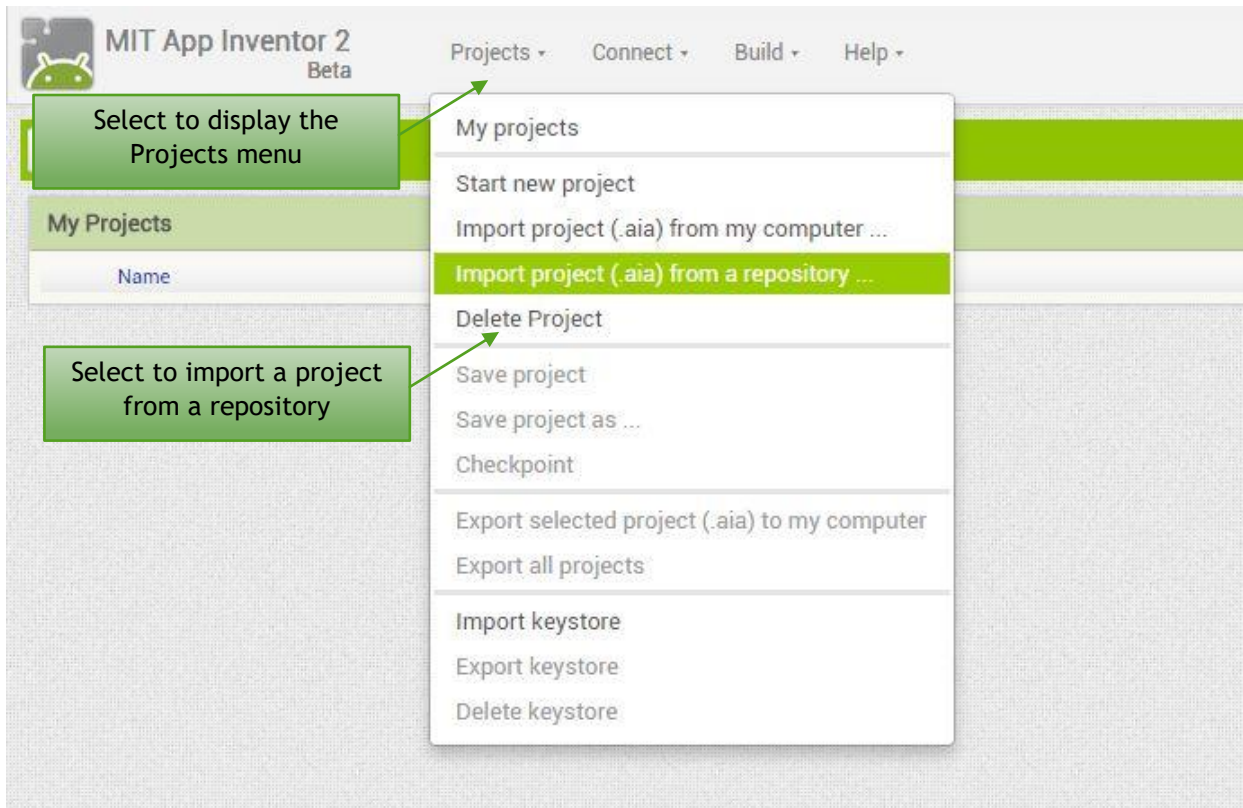 MIT App Inventor 2
Beta
Projects
Connect
Build
Help
Select to display the
Projects menu
My projects
Start new project
Import project (.aia) from my computer ...
Import project (.aia) from a repository ...
Delete Project
Save project
Save project as ...
Checkpoint
Export selected project (.aia) to my computer
Export all projects
Import keystore
Export keystore
Delete keystore
My Projects
Name
Select to import a project
from a repository